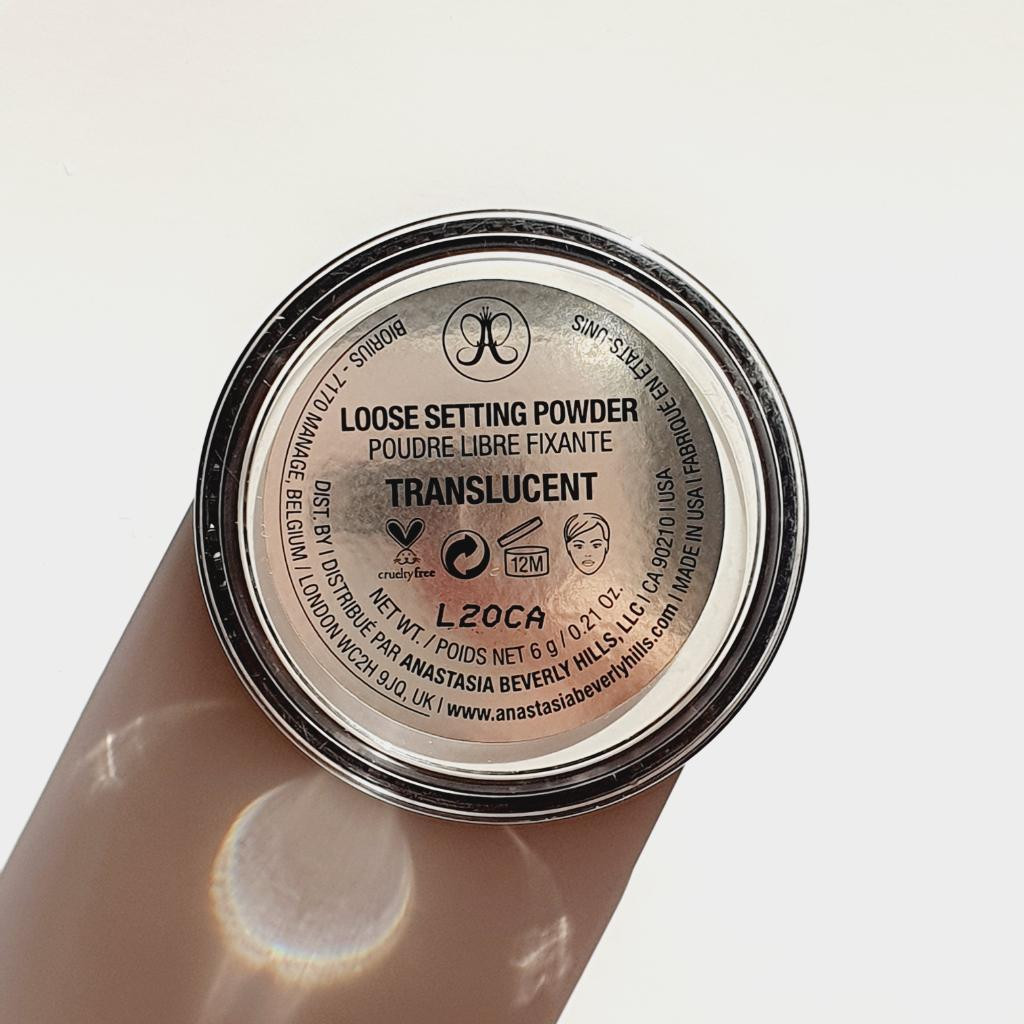 LOOSE SETTING POWDER
POUDRE LIBRE FIXANTE
TRANSLUCENT
cruelty free
12M
L20CA
NET WT. / POIDS NET 6 g / 0.21 Oz.
DIST. BY | DISTRIBUÉ PAR ANASTASIA BEVERLY HILLS, LLC | CA 90210 | USA
BIORIUS - 7170 MANAGE, BELGIUM / LONDON WC2H 9JQ, UK | www.anastasiabeverlyhills.com | MADE IN USA | FABRIQUÉ EN ÉTATS-UNIS